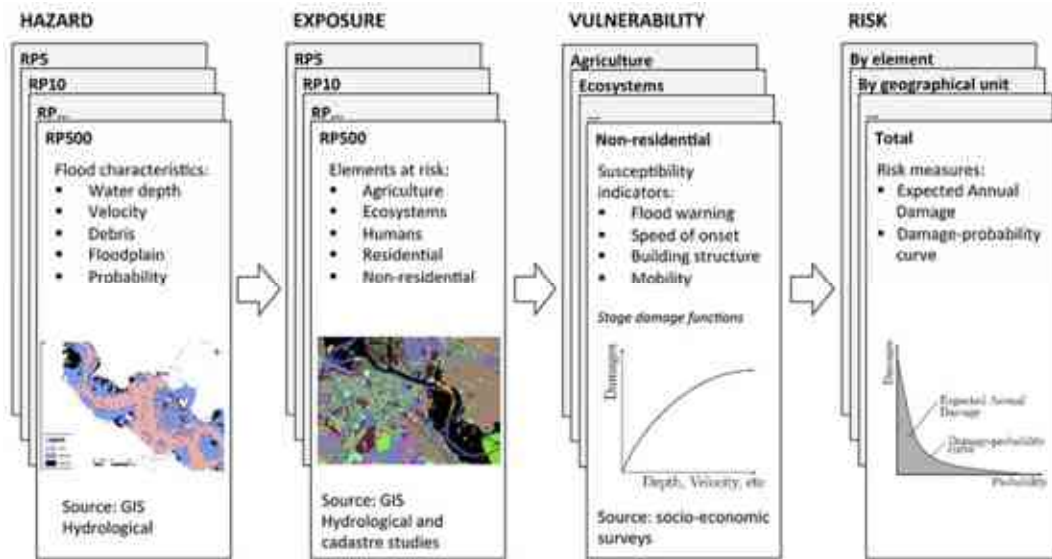 HAZARD
RP5
RP10
RP...
RP500
Flood characteristics:
▪ Water depth
▪ Velocity
▪ Debris
▪ Floodplain
▪ Probability
Source: GIS
Hydrological
EXPOSURE
RP5
RP10
RP...
RP500
Elements at risk:
▪ Agriculture
▪ Ecosystems
▪ Humans
▪ Residential
▪ Non-residential
Source: GIS
Hydrological and
cadastre studies
VULNERABILITY
Agriculture
Ecosystems
...
Non-residential
Susceptibility
indicators:
▪ Flood warning
▪ Speed of onset
▪ Building structure
▪ Mobility
Stage damage functions
Damages
Depth, Velocity, etc
Source: socio-economic
surveys
RISK
By element
By geographical unit
...
Total
Risk measures:
▪ Expected Annual
Damage
▪ Damage-probability
curve
Damages
Expected Annual
Damage
Damage-probability
curve
Probability